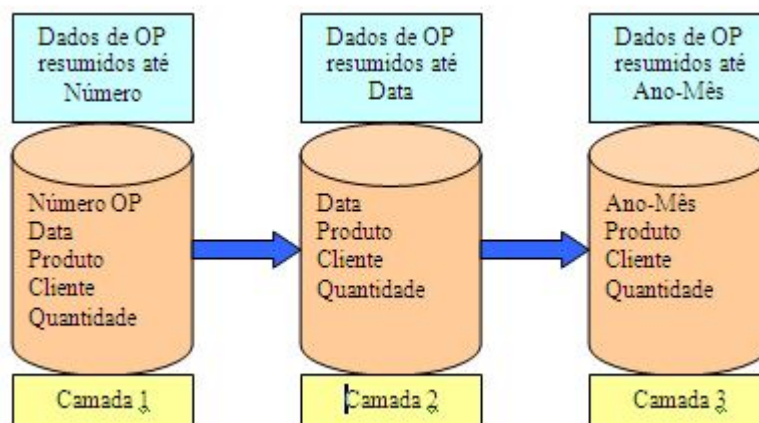 Dados de OP
resumidos até
Número
Dados de OP
resumidos até
Data
Dados de OP
resumidos até
Ano-Mês
Número OP
Data
Produto
Cliente
Quantidade
Data
Produto
Cliente
Quantidade
Ano-Mês
Produto
Cliente
Quantidade
Camada 1
Camada 2
Camada 3